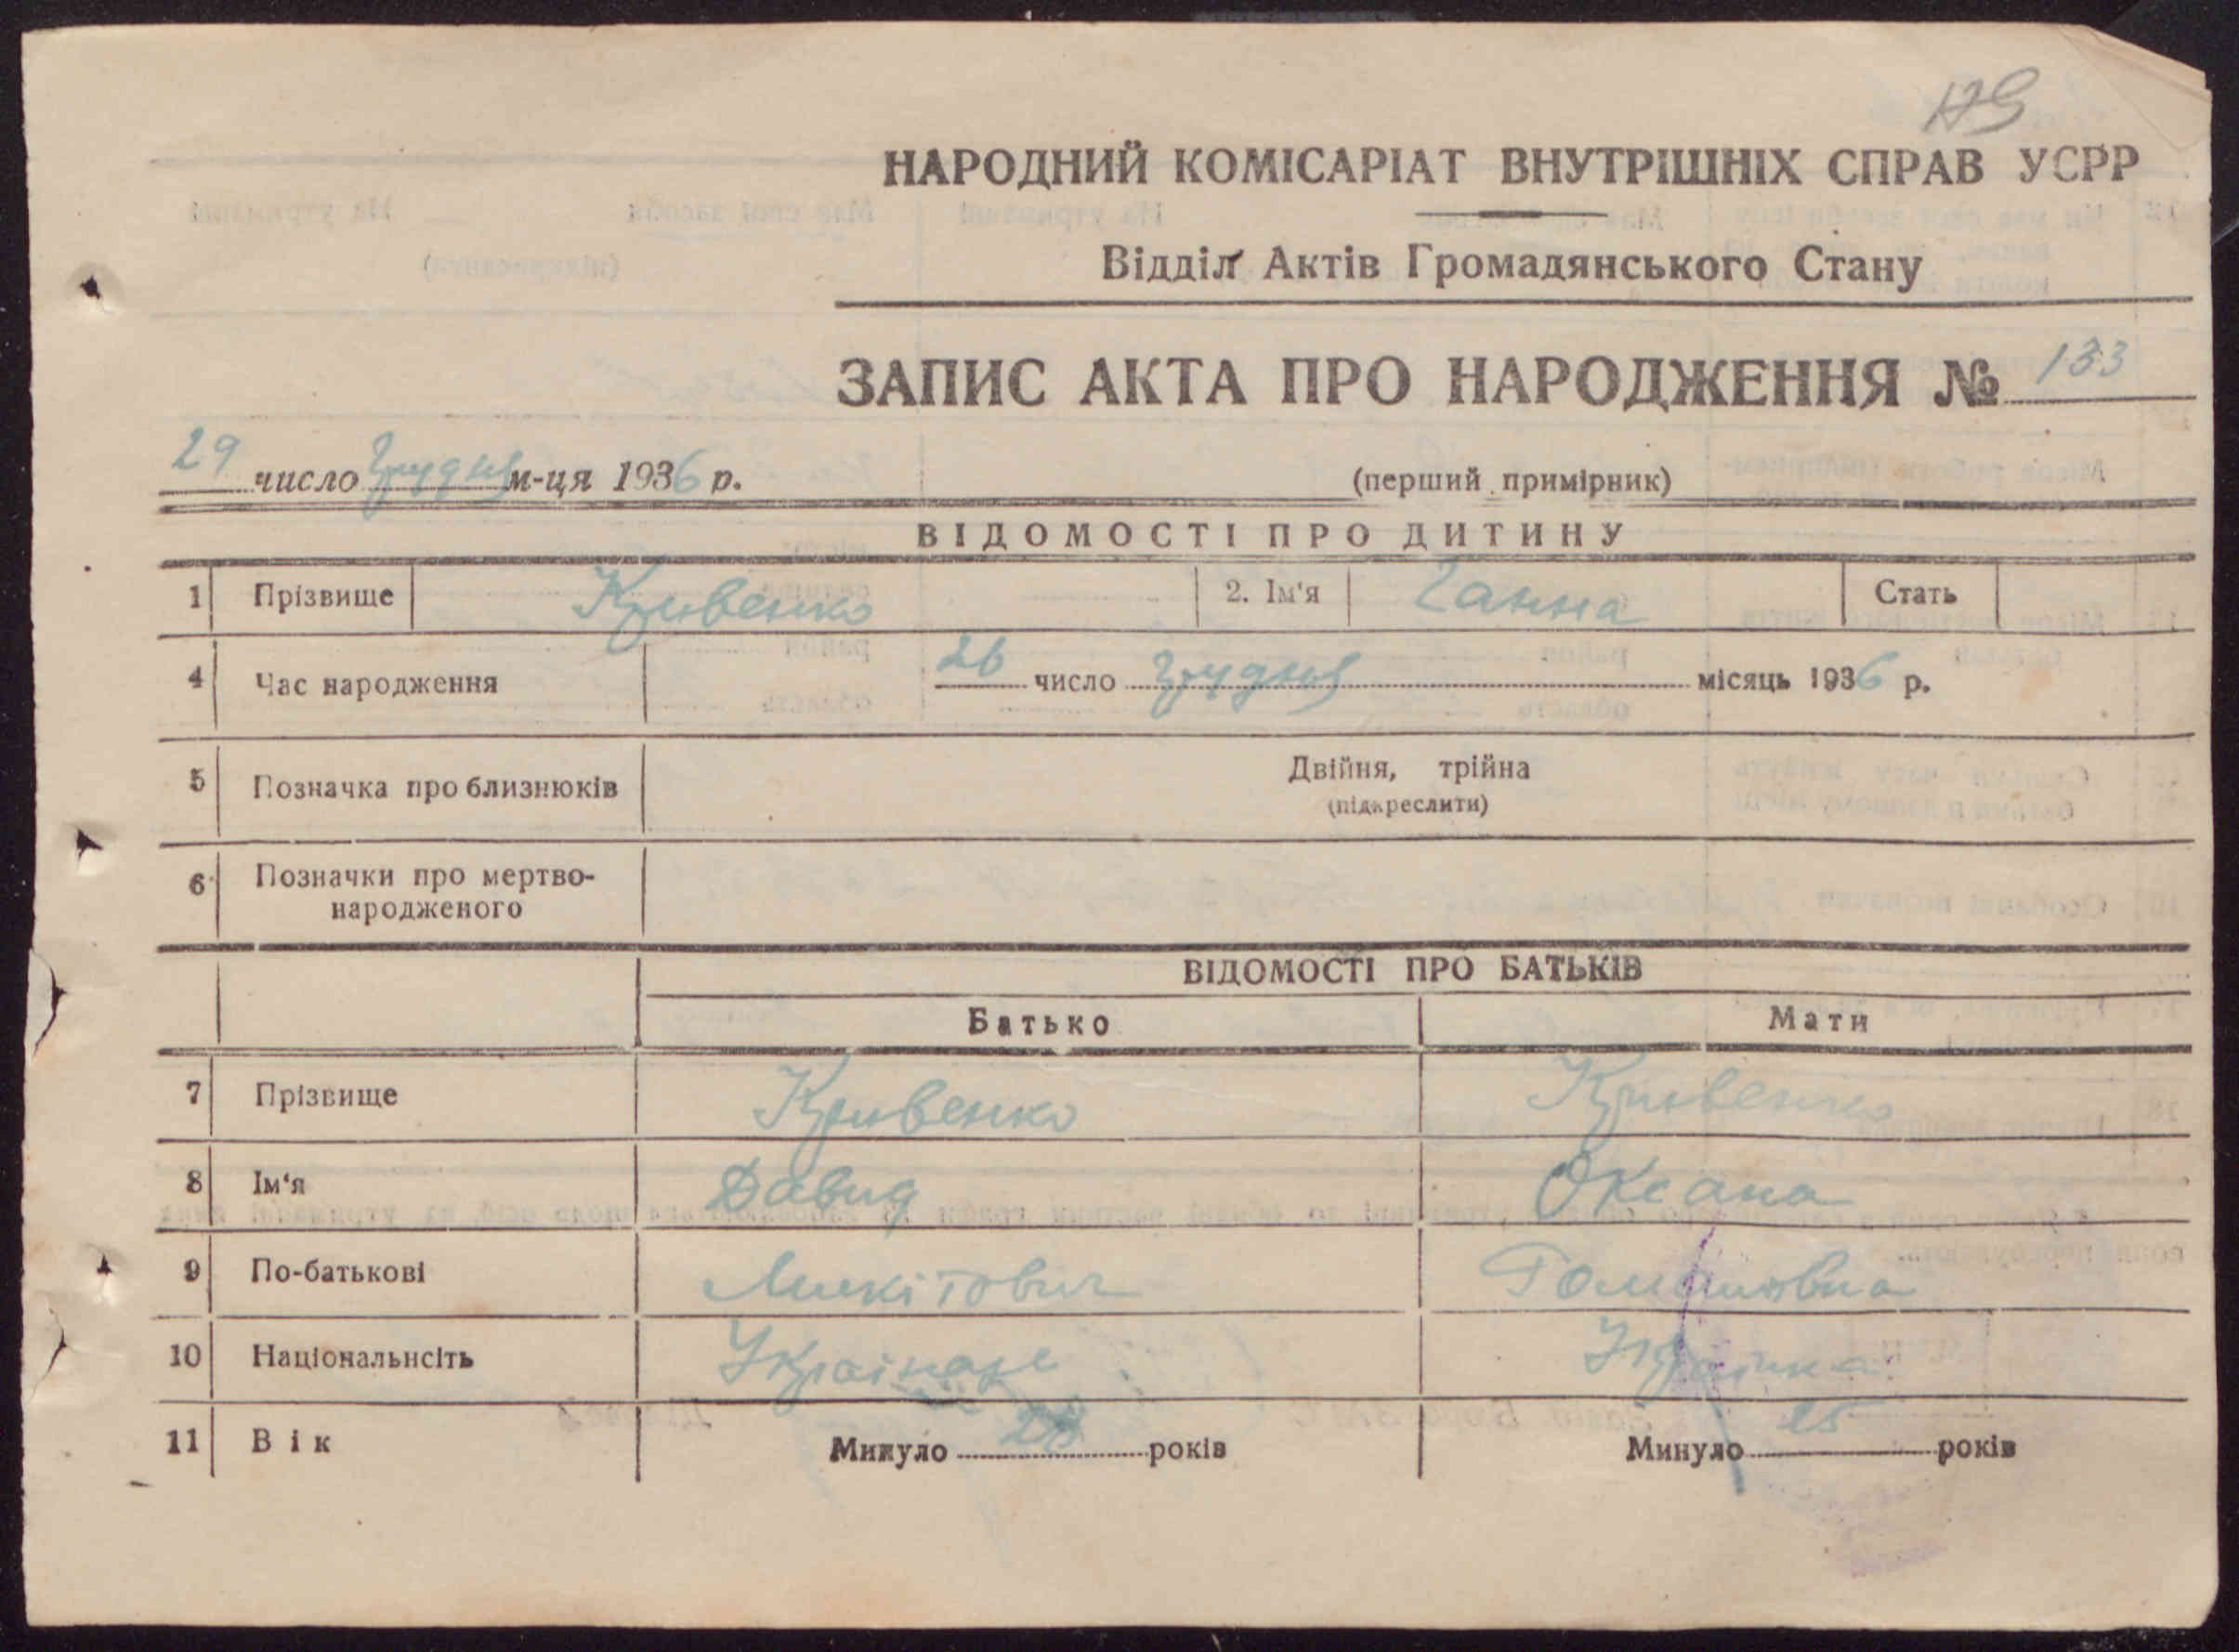 179
НАРОДНИЙ КОМІСАРІАТ ВНУТРІШНІХ СПРАВ УСРР
Відділ Актів Громадянського Стану
ЗАПИС АКТА ПРО НАРОДЖЕННЯ № 133
29 число грудня м-ця 1936 р. (перший примірник)
ВІДОМОСТІ ПРО ДИТИНУ
1 Прізвище Кривенко 2. Ім'я Ганна Стать
4 Час народження 26 число грудня місяць 1936 р.
5 Позначка про близнюків Двійня, трійна
(підкреслити)
6 Позначки про мертво-
народженого
ВІДОМОСТІ ПРО БАТЬКІВ
Батько Мати
7 Прізвище Кривенко Кривенко
8 Ім'я Давид Оксана
9 По-батькові Микітович Романовна
10 Національнсіть Українец Українка
11 Вік Минуло років Минуло 25 років